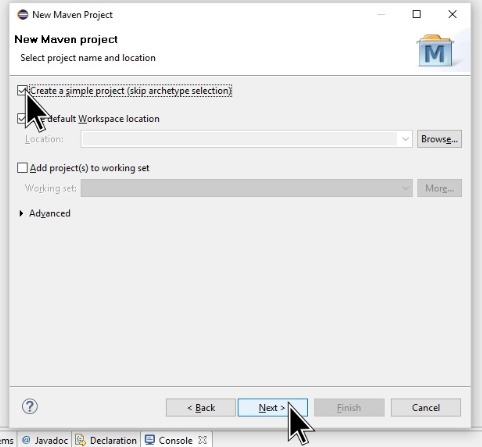 New Maven Project
New Maven project
Select project name and location
M
Create a simple project (skip archetype selection)
default Workspace location
Location:
Browse...
Add project(s) to working set
Working set:
More...
Advanced
?
< Back
Next >
Finish
Cancel
ems
@ Javadoc
Declaration
Console